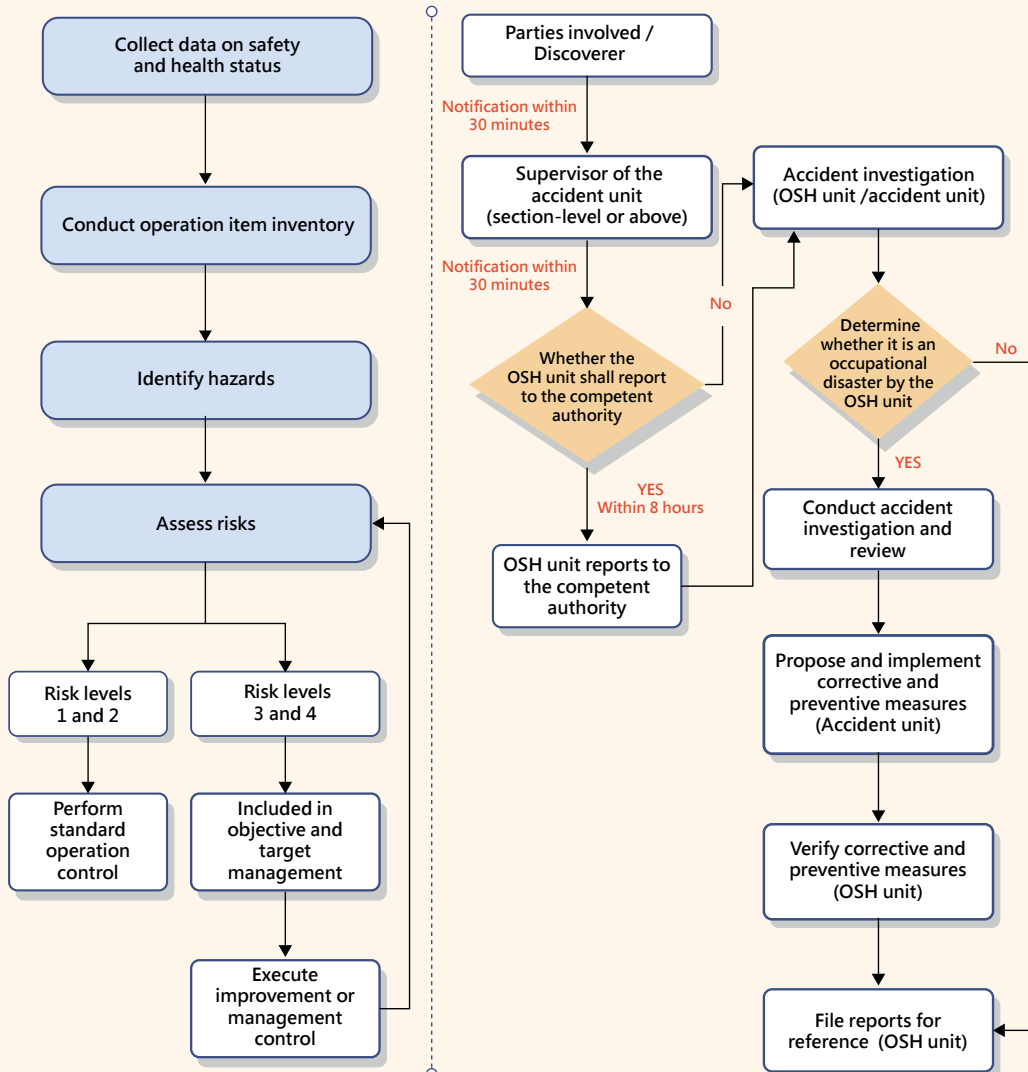 Collect data on safety
and health status
Conduct operation item inventory
Identify hazards
Assess risks
Risk levels
1 and 2
Risk levels
3 and 4
Perform
standard
operation
control
Included in
objective and
target
management
Execute
improvement or
management
control
Parties involved /
Discoverer
Notification within
30 minutes
Supervisor of the
accident unit
(section-level or above)
Notification within
30 minutes
Whether the
OSH unit shall report
to the competent
authority
No
YES
Within 8 hours
OSH unit reports to
the competent
authority
Accident investigation
(OSH unit /accident unit)
Determine
whether it is an
occupational
disaster by the
OSH unit
No
YES
Conduct accident
investigation and
review
Propose and implement
corrective and
preventive measures
(Accident unit)
Verify corrective and
preventive measures
(OSH unit)
File reports for
reference (OSH unit)